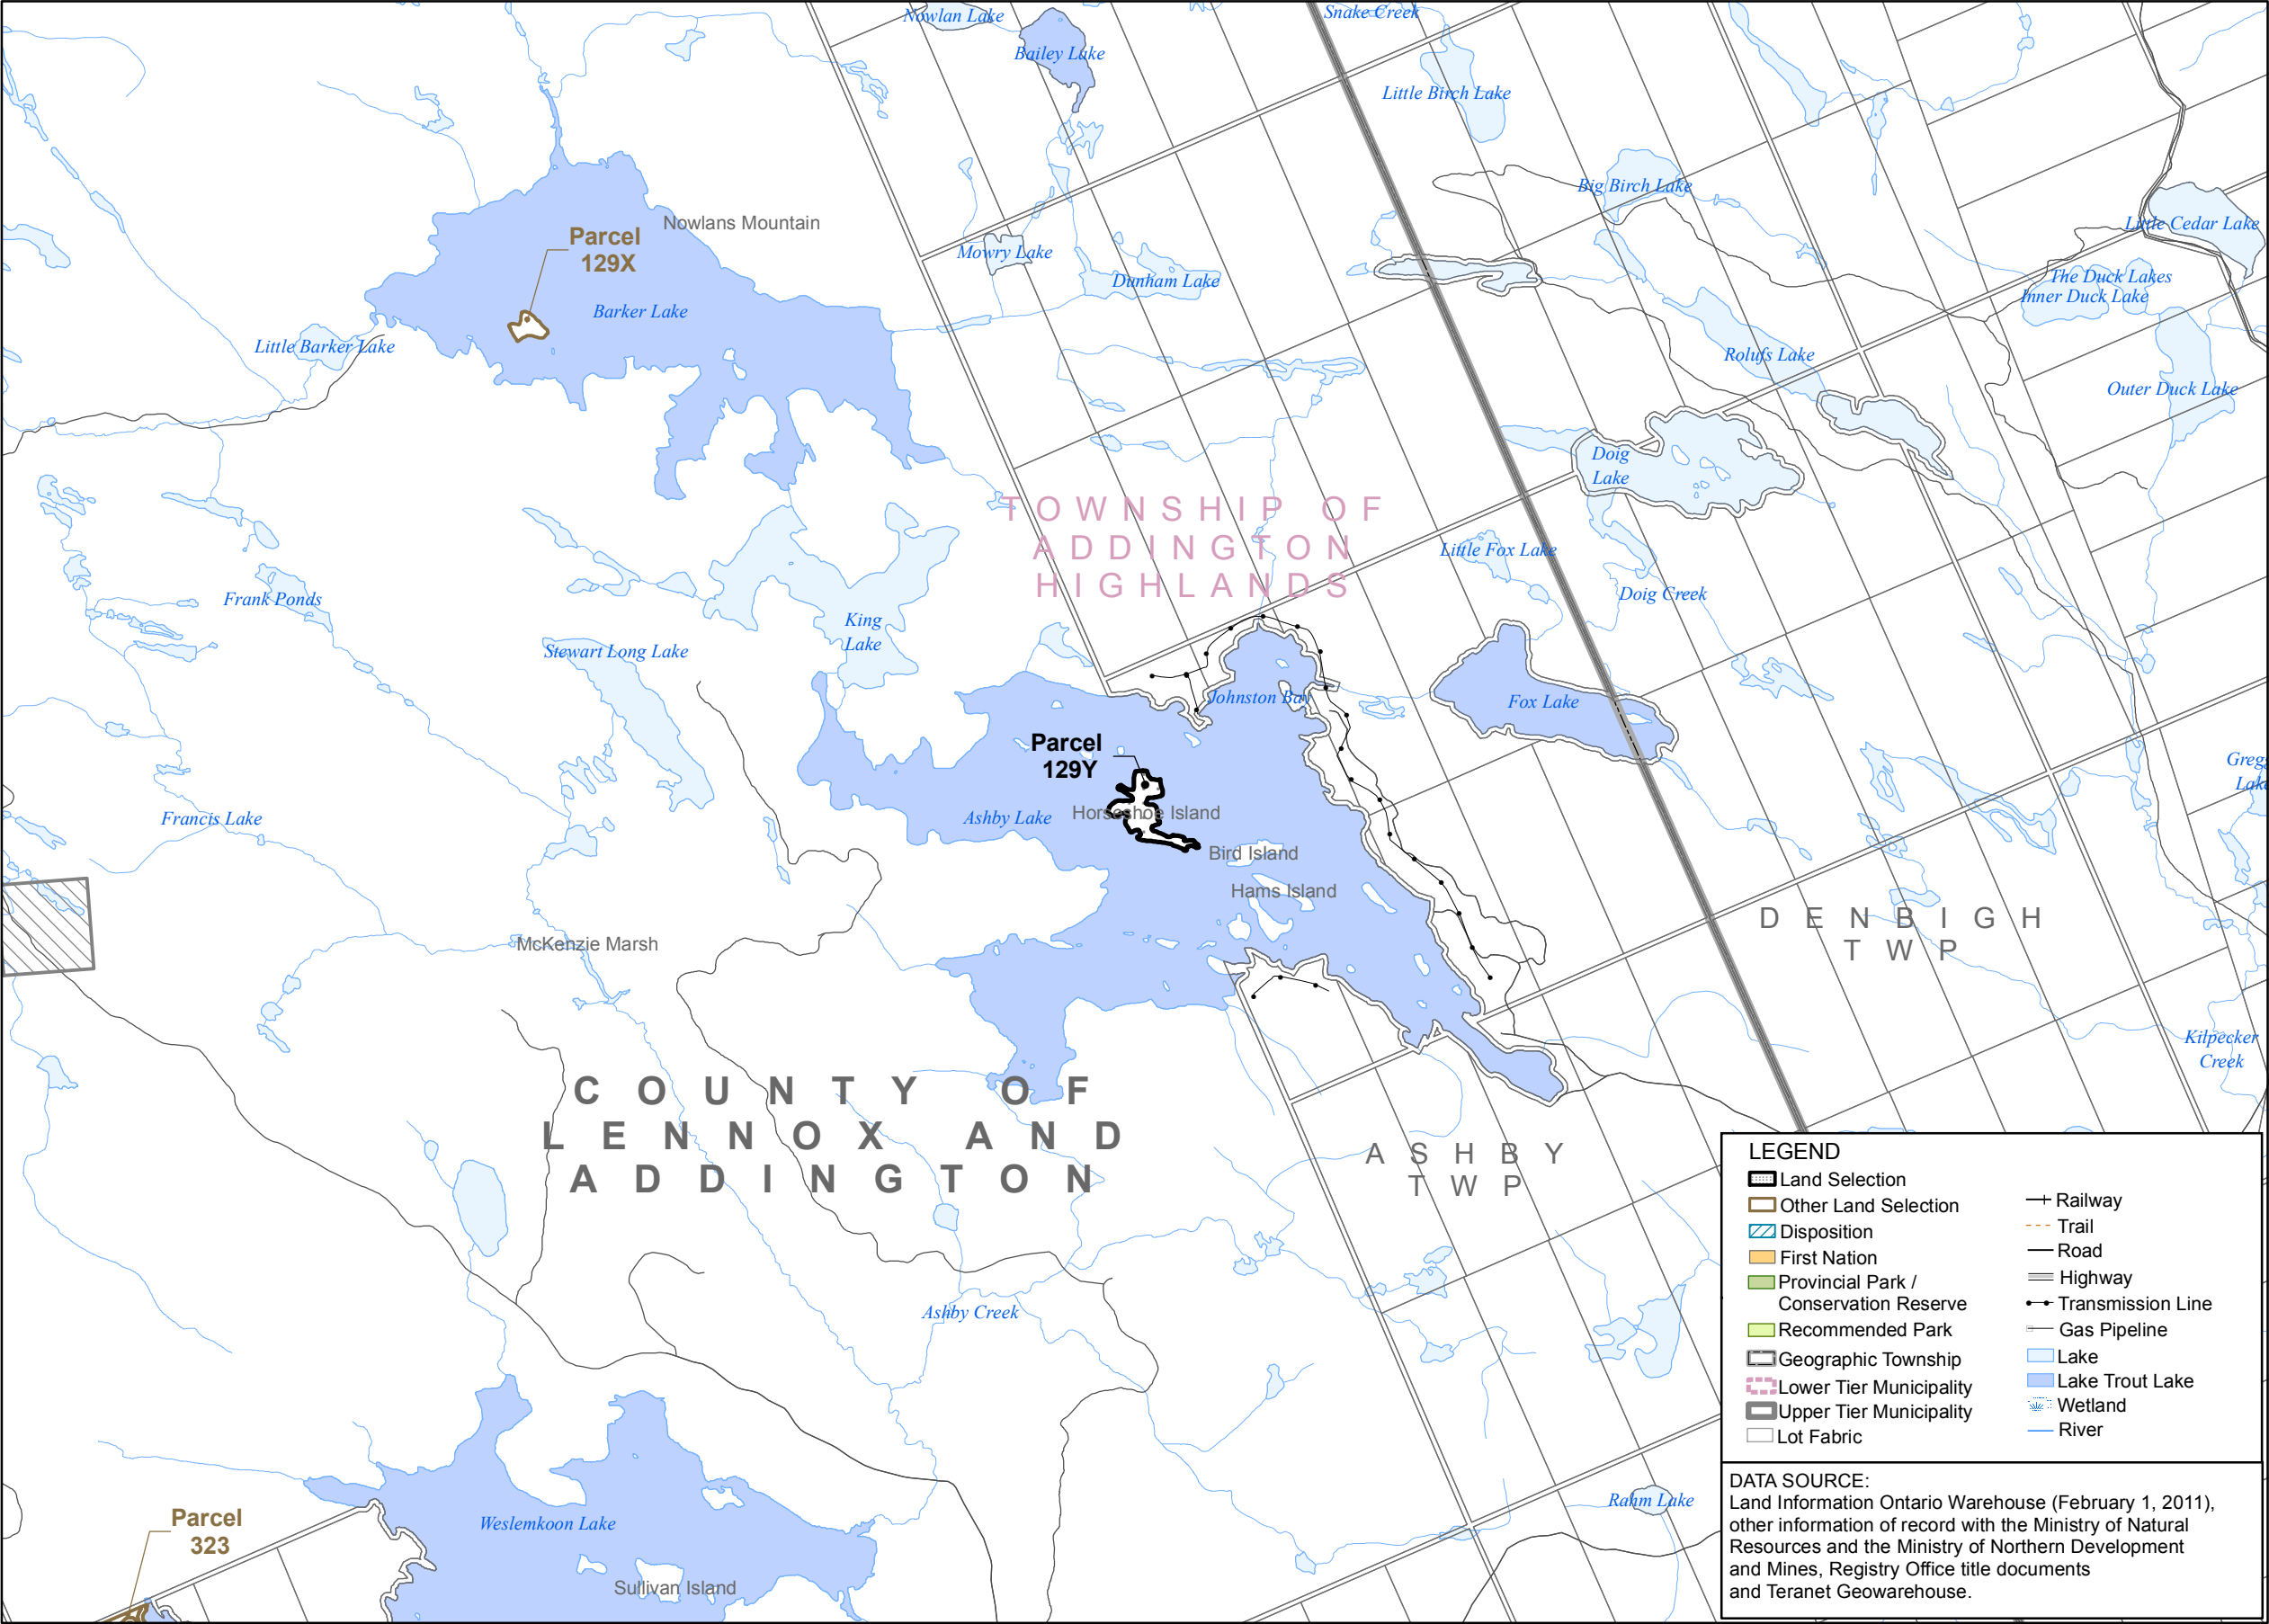 Nowlan Lake
Snake Creek
Bailey Lake
Little Birch Lake
Big Birch Lake
Little Cedar Lake
Nowlans Mountain
Parcel
129X
Mowry Lake
Dunham Lake
The Duck Lakes
Inner Duck Lake
Barker Lake
Little Barker Lake
Rolufs Lake
Outer Duck Lake
Doig
Lake
TOWNSHIP OF
ADDINGTON
HIGHLANDS
Little Fox Lake
Doig Creek
Frank Ponds
King
Lake
Stewart Long Lake
Johnston Bay
Fox Lake
Parcel
129Y
Horseshoe Island
Ashby Lake
Francis Lake
Bird Island
Hams Island
DENBIGH
TWP
McKenzie Marsh
Kilpecker
Creek
COUNTY OF
LENNOX AND
ADDINGTON
ASHBY
TWP
Ashby Creek
Rahm Lake
Parcel
323
Weslemkoon Lake
Sullivan Island
LEGEND
Land Selection
Other Land Selection
Disposition
First Nation
Provincial Park /
Conservation Reserve
Recommended Park
Geographic Township
Lower Tier Municipality
Upper Tier Municipality
Lot Fabric
Railway
Trail
Road
Highway
Transmission Line
Gas Pipeline
Lake
Lake Trout Lake
Wetland
River
DATA SOURCE:
Land Information Ontario Warehouse (February 1, 2011),
other information of record with the Ministry of Natural
Resources and the Ministry of Northern Development
and Mines, Registry Office title documents
and Teranet Geowarehouse.